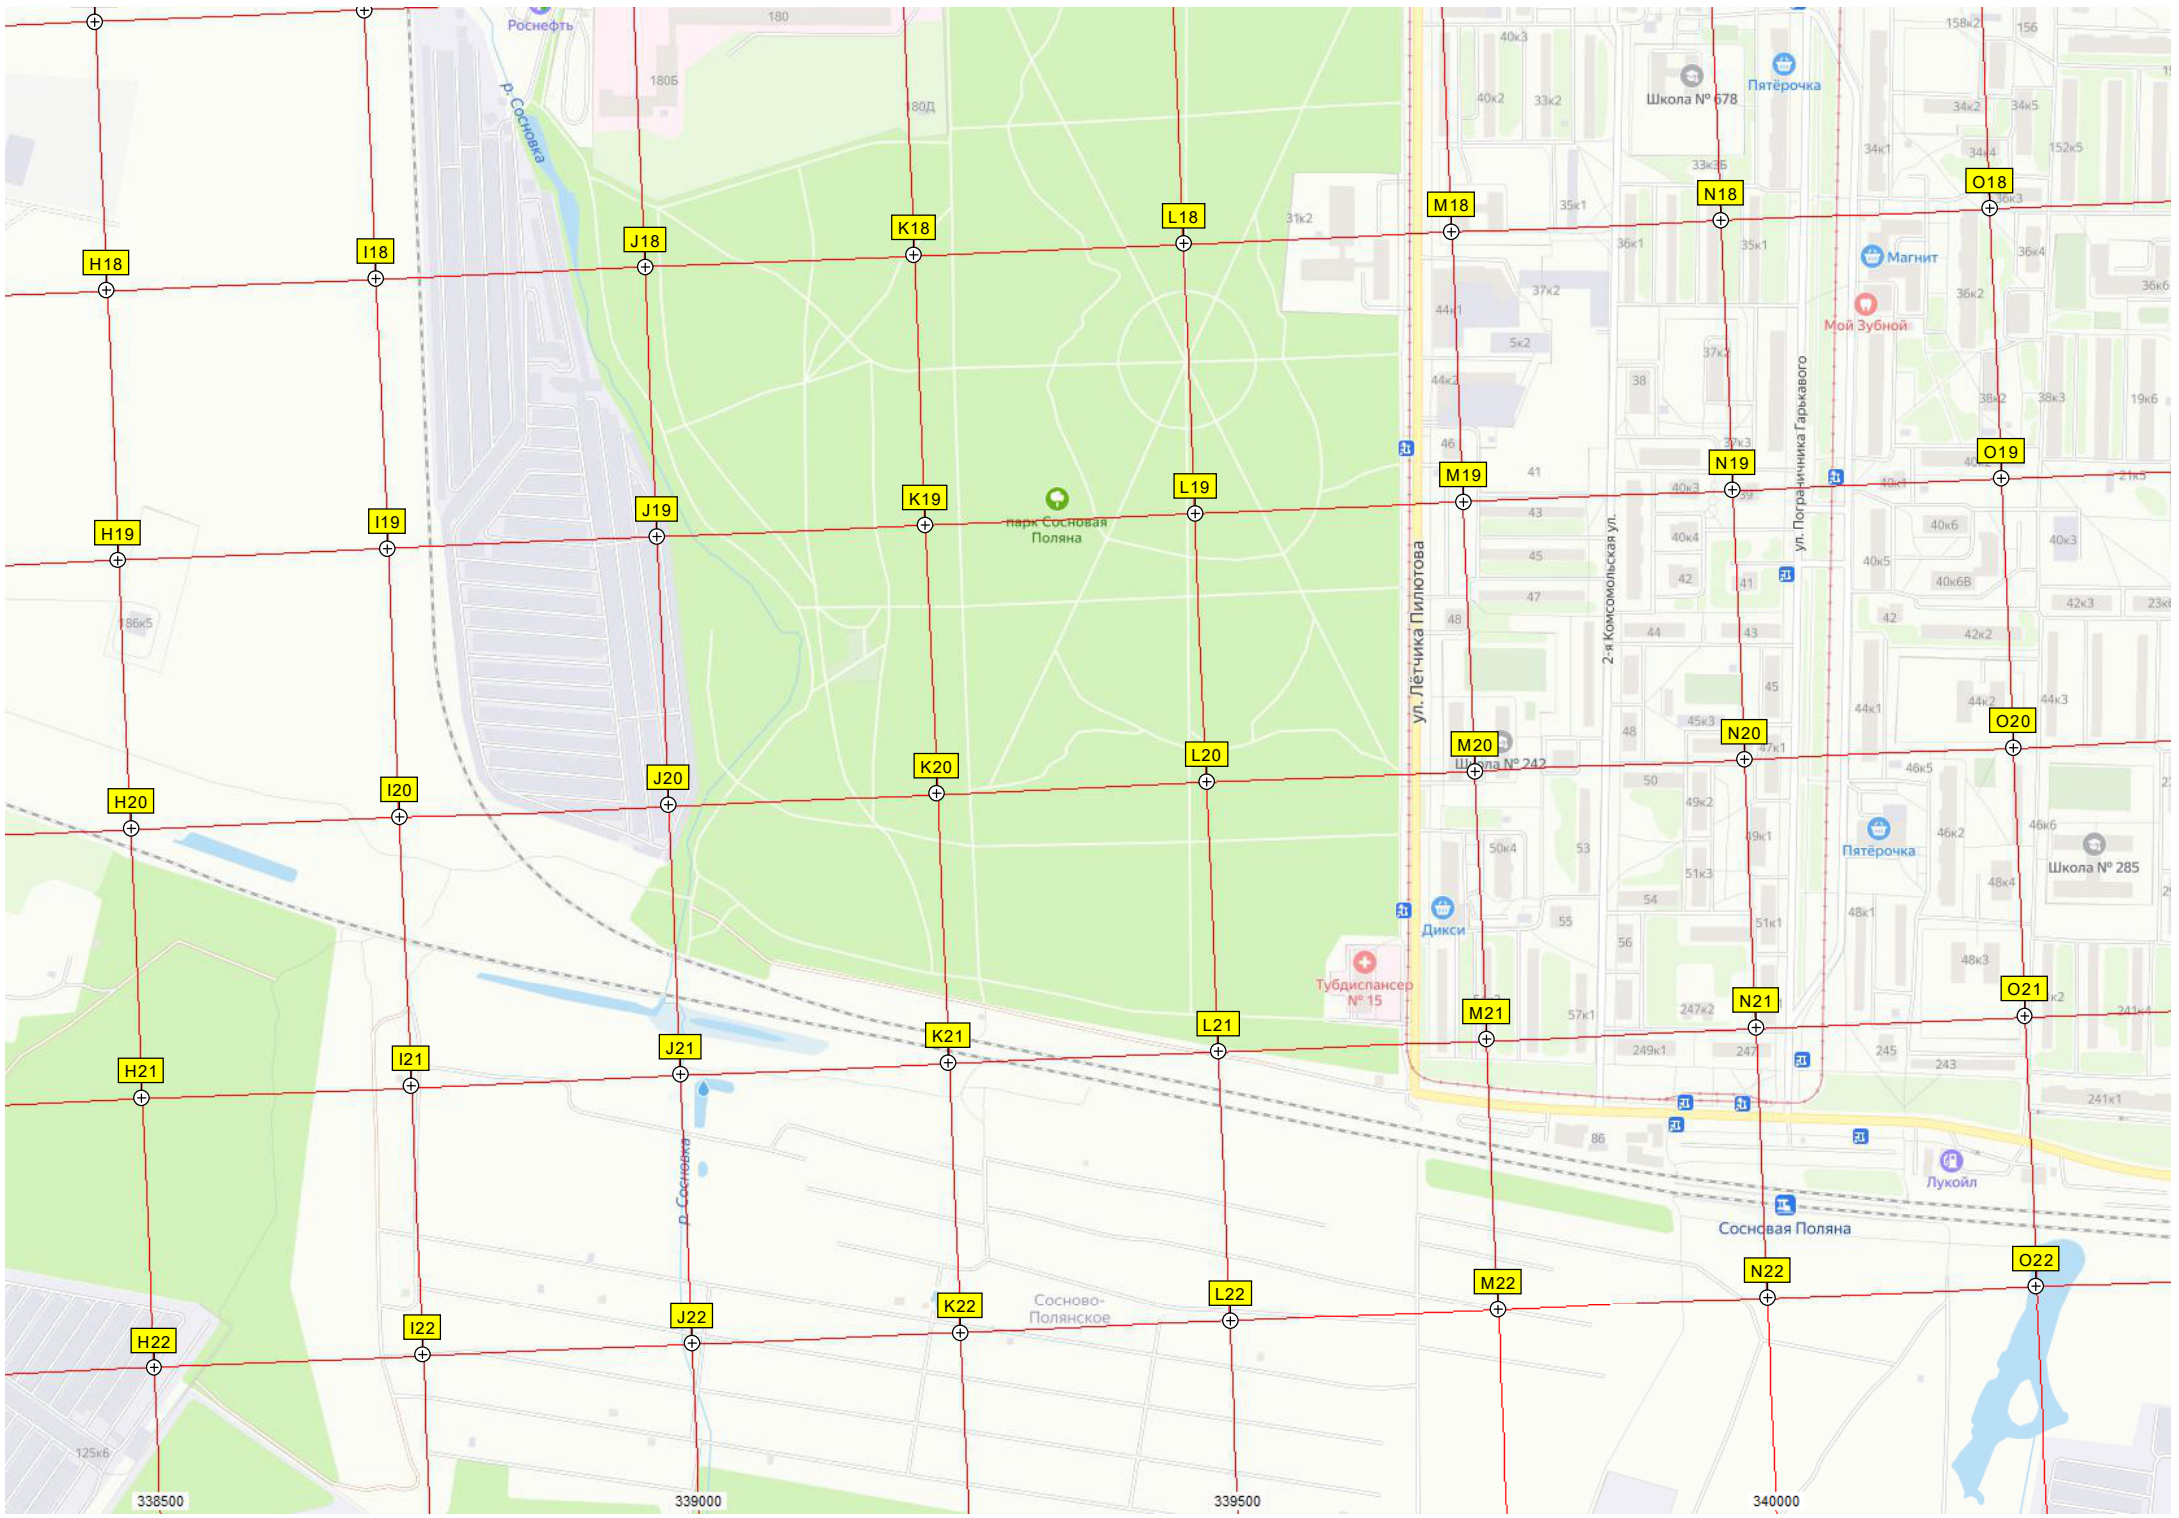 Роснефть
180
180Б
180Д
р. Сосновка
40к3
Школа № 678
Пятёрочка
158к2
156
40к2
33к2
34к2
34к5
34к1
34к4
152к5
33к3Б
31к2
35к1
36к3
H18
I18
J18
K18
L18
M18
N18
O18
36к1
35к1
36к4
Магнит
37к2
36к2
36к6
44к1
Мой Зубной
5к2
37к2
44к2
38
38к2
38к3
19к6
ул. Пограничника Гарькавого
46
41
37к3
H19
I19
J19
K19
L19
M19
N19
O19
40к3
39
40к1
21к5
парк Сосновая
Поляна
43
40к6
45
40к4
40к3
40к5
42
41
40к6В
47
42к3
186к5
48
44
43
42
42к2
ул. Лётчика Пилютова
2-я Комсомольская ул.
45
44к1
44к2
44к3
48
45к3
47к1
H20
I20
J20
K20
L20
M20
N20
O20
Школа № 242
50
46к5
49к2
49к1
46к2
46к6
50к4
53
Пятёрочка
Школа № 285
51к3
48к4
54
48к1
Дикси
55
51к1
56
48к3
Тубдиспансер
№ 15
57к1
247к2
241к4
H21
I21
J21
K21
L21
M21
N21
O21
249к1
247
245
243
241к1
86
р. Сосновка
Лукойл
Сосновая Поляна
H22
I22
J22
K22
L22
M22
N22
O22
Сосново-
Полянское
125к6
338500
339000
339500
340000